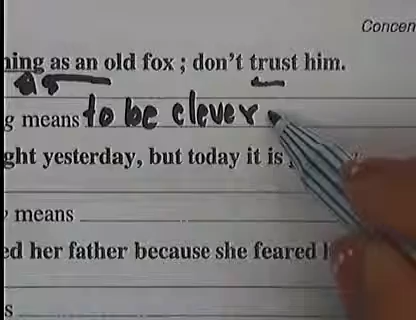 Concen
ning as an old fox ; don't trust him.
g means to be clever
ght yesterday, but today it is
means
ed her father because she feared
s